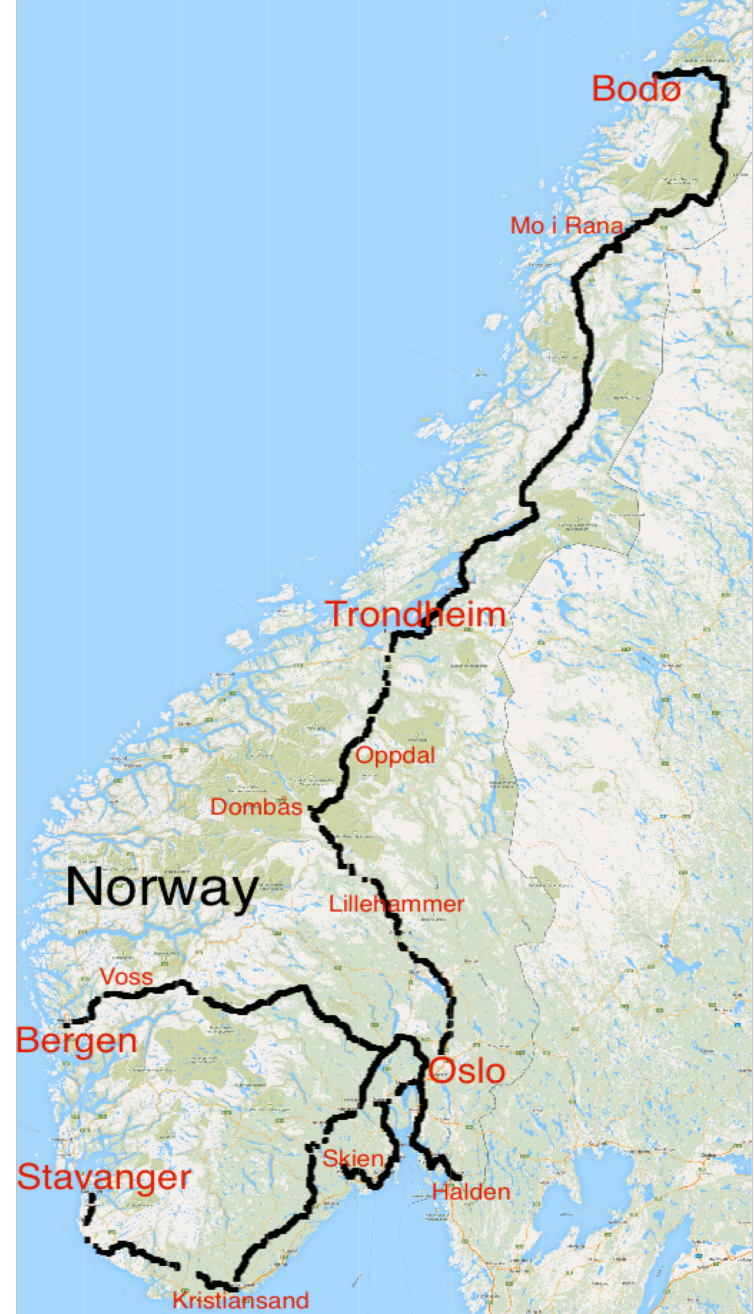 Bodø
Mo i Rana
Trondheim
Oppdal
Dombås
Norway
Lillehammer
Voss
Bergen
Oslo
Skien
Stavanger
Halden
Kristiansand